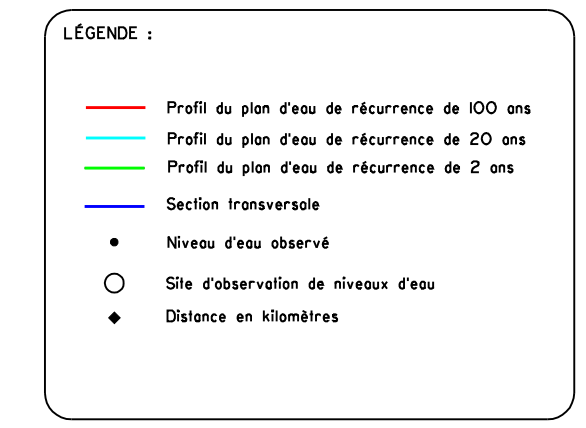 LÉGENDE :
Profil du plan d'eau de récurrence de 100 ans
Profil du plan d'eau de récurrence de 20 ans
Profil du plan d'eau de récurrence de 2 ans
Section transversale
Niveau d'eau observé
Site d'observation de niveaux d'eau
Distance en kilomètres